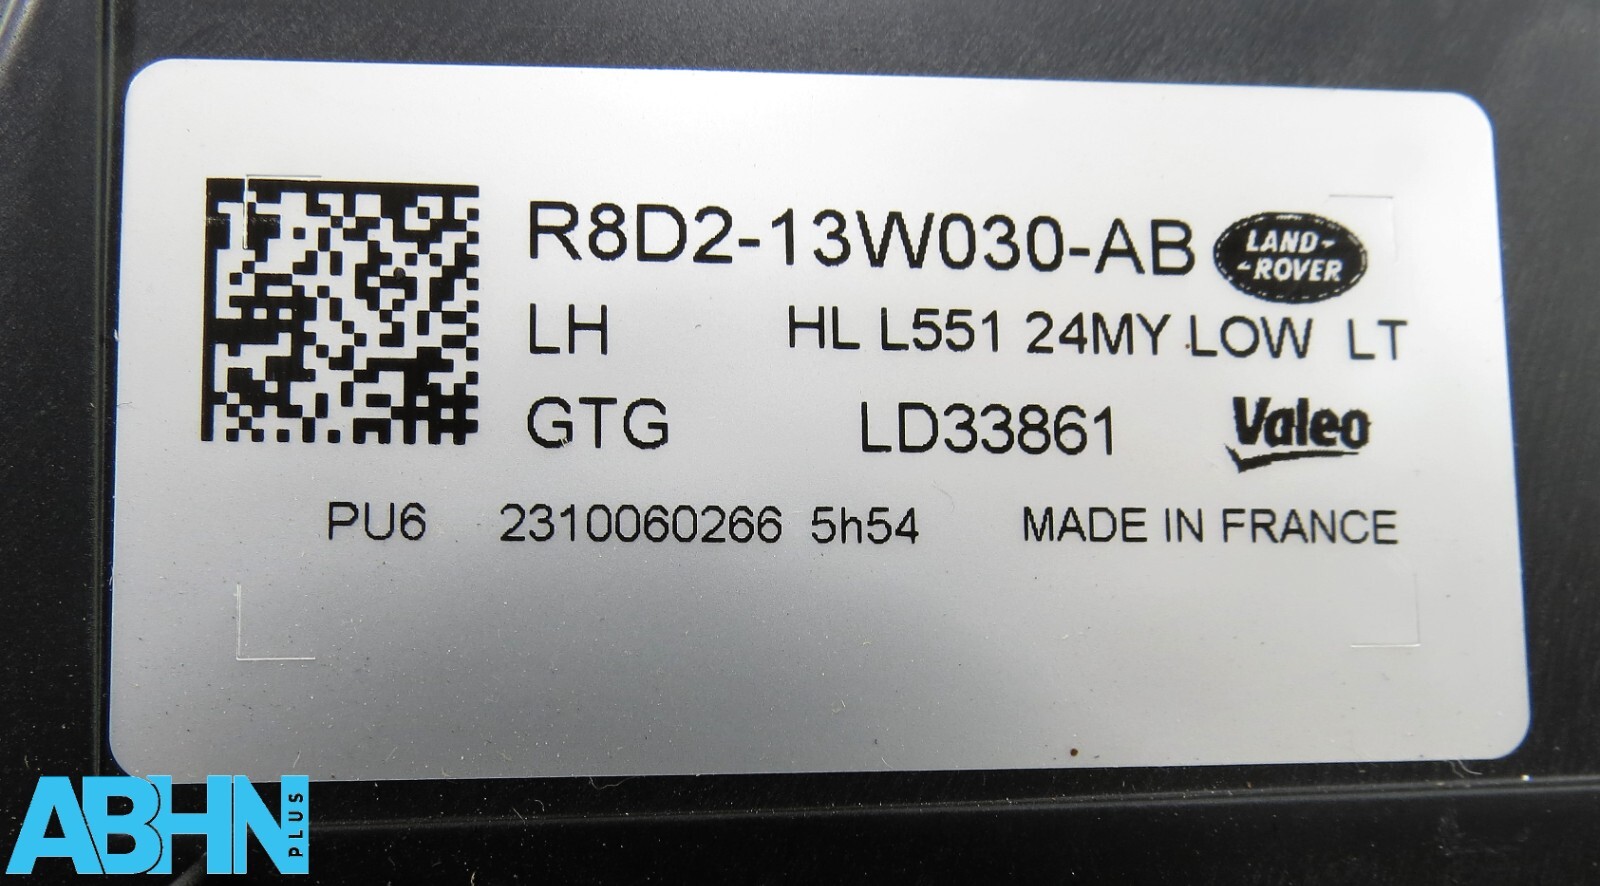 R8D2-13W030-AB LAND-
-ROVER
LH HL L551 24MY LOW LT
GTG LD33861 Valeo
PU6 2310060266 5h54 MADE IN FRANCE
ABHN PLUS